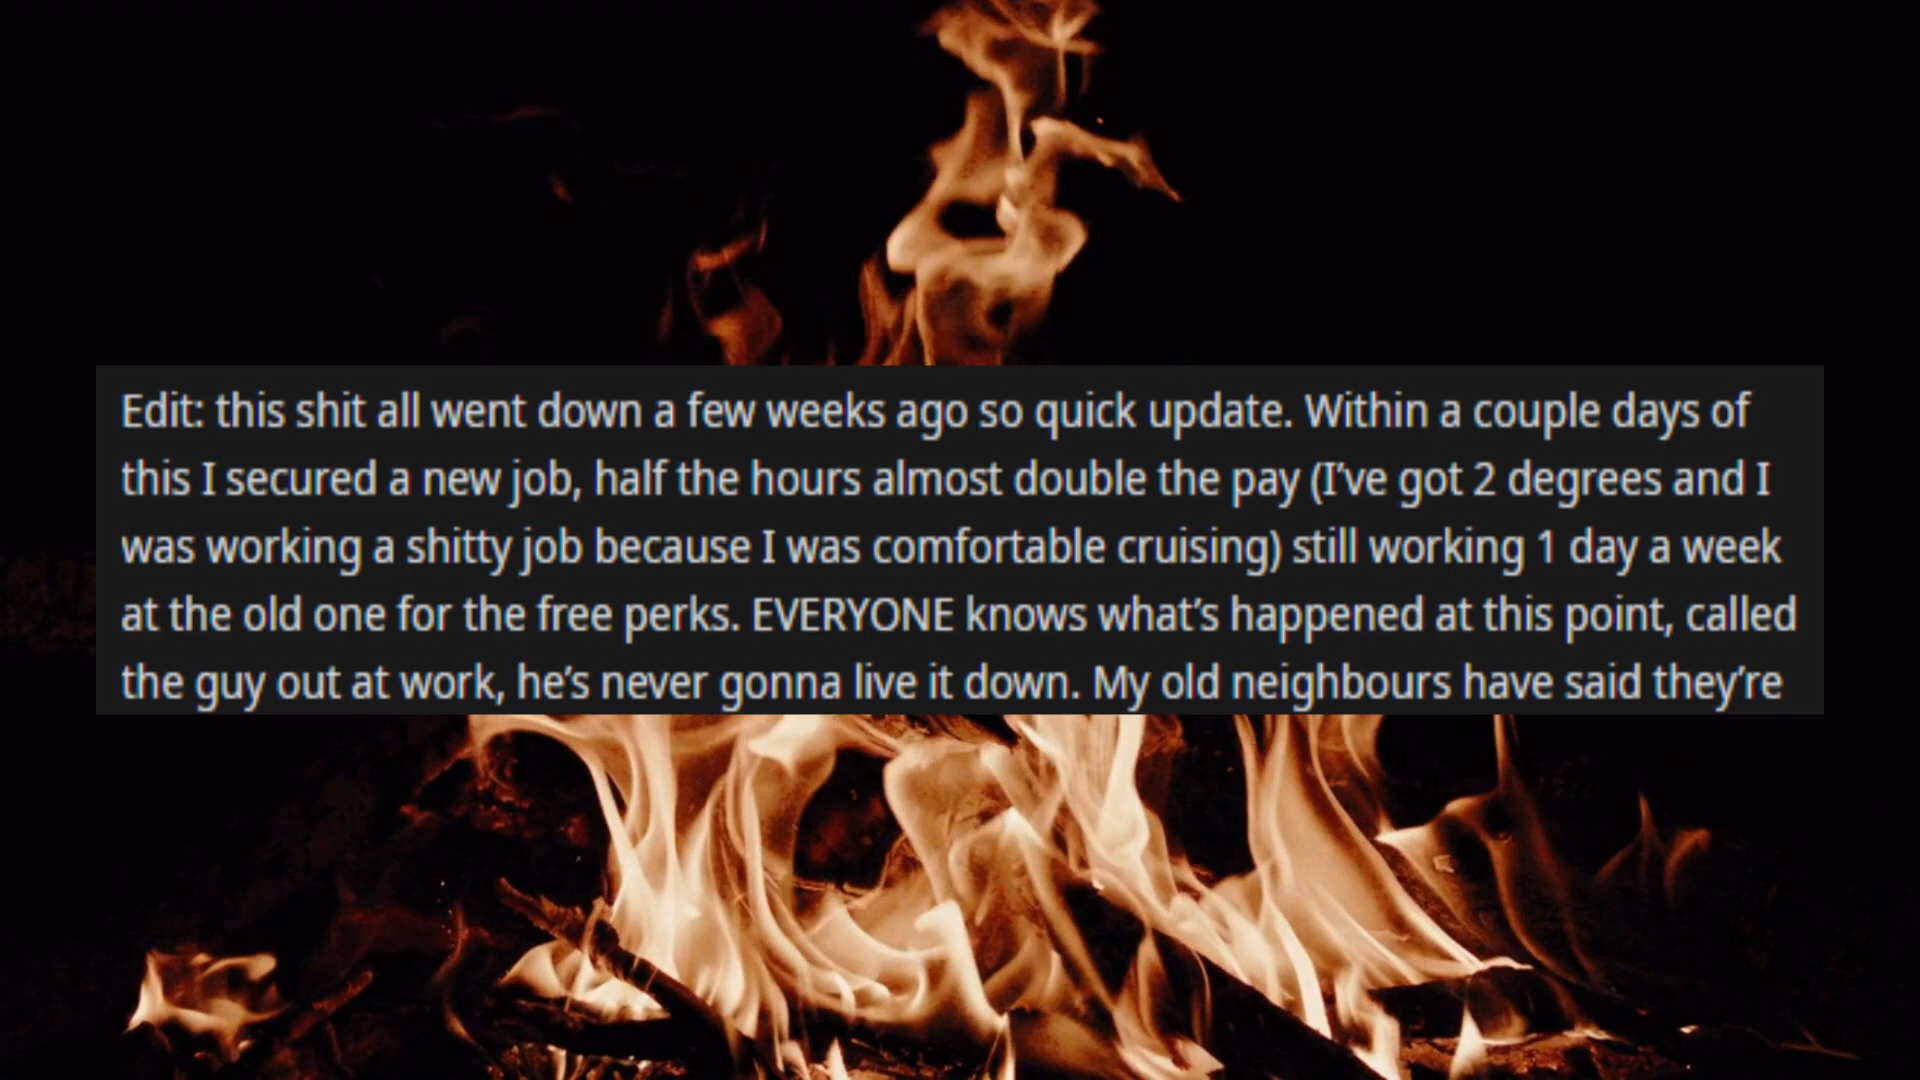 Edit: this shit all went down a few weeks ago so quick update. Within a couple days of
this I secured a new job, half the hours almost double the pay (I've got 2 degrees and I
was working a shitty job because I was comfortable cruising) still working 1 day a week
at the old one for the free perks. EVERYONE knows what's happened at this point, called
the guy out at work, he's never gonna live it down. My old neighbours have said they're